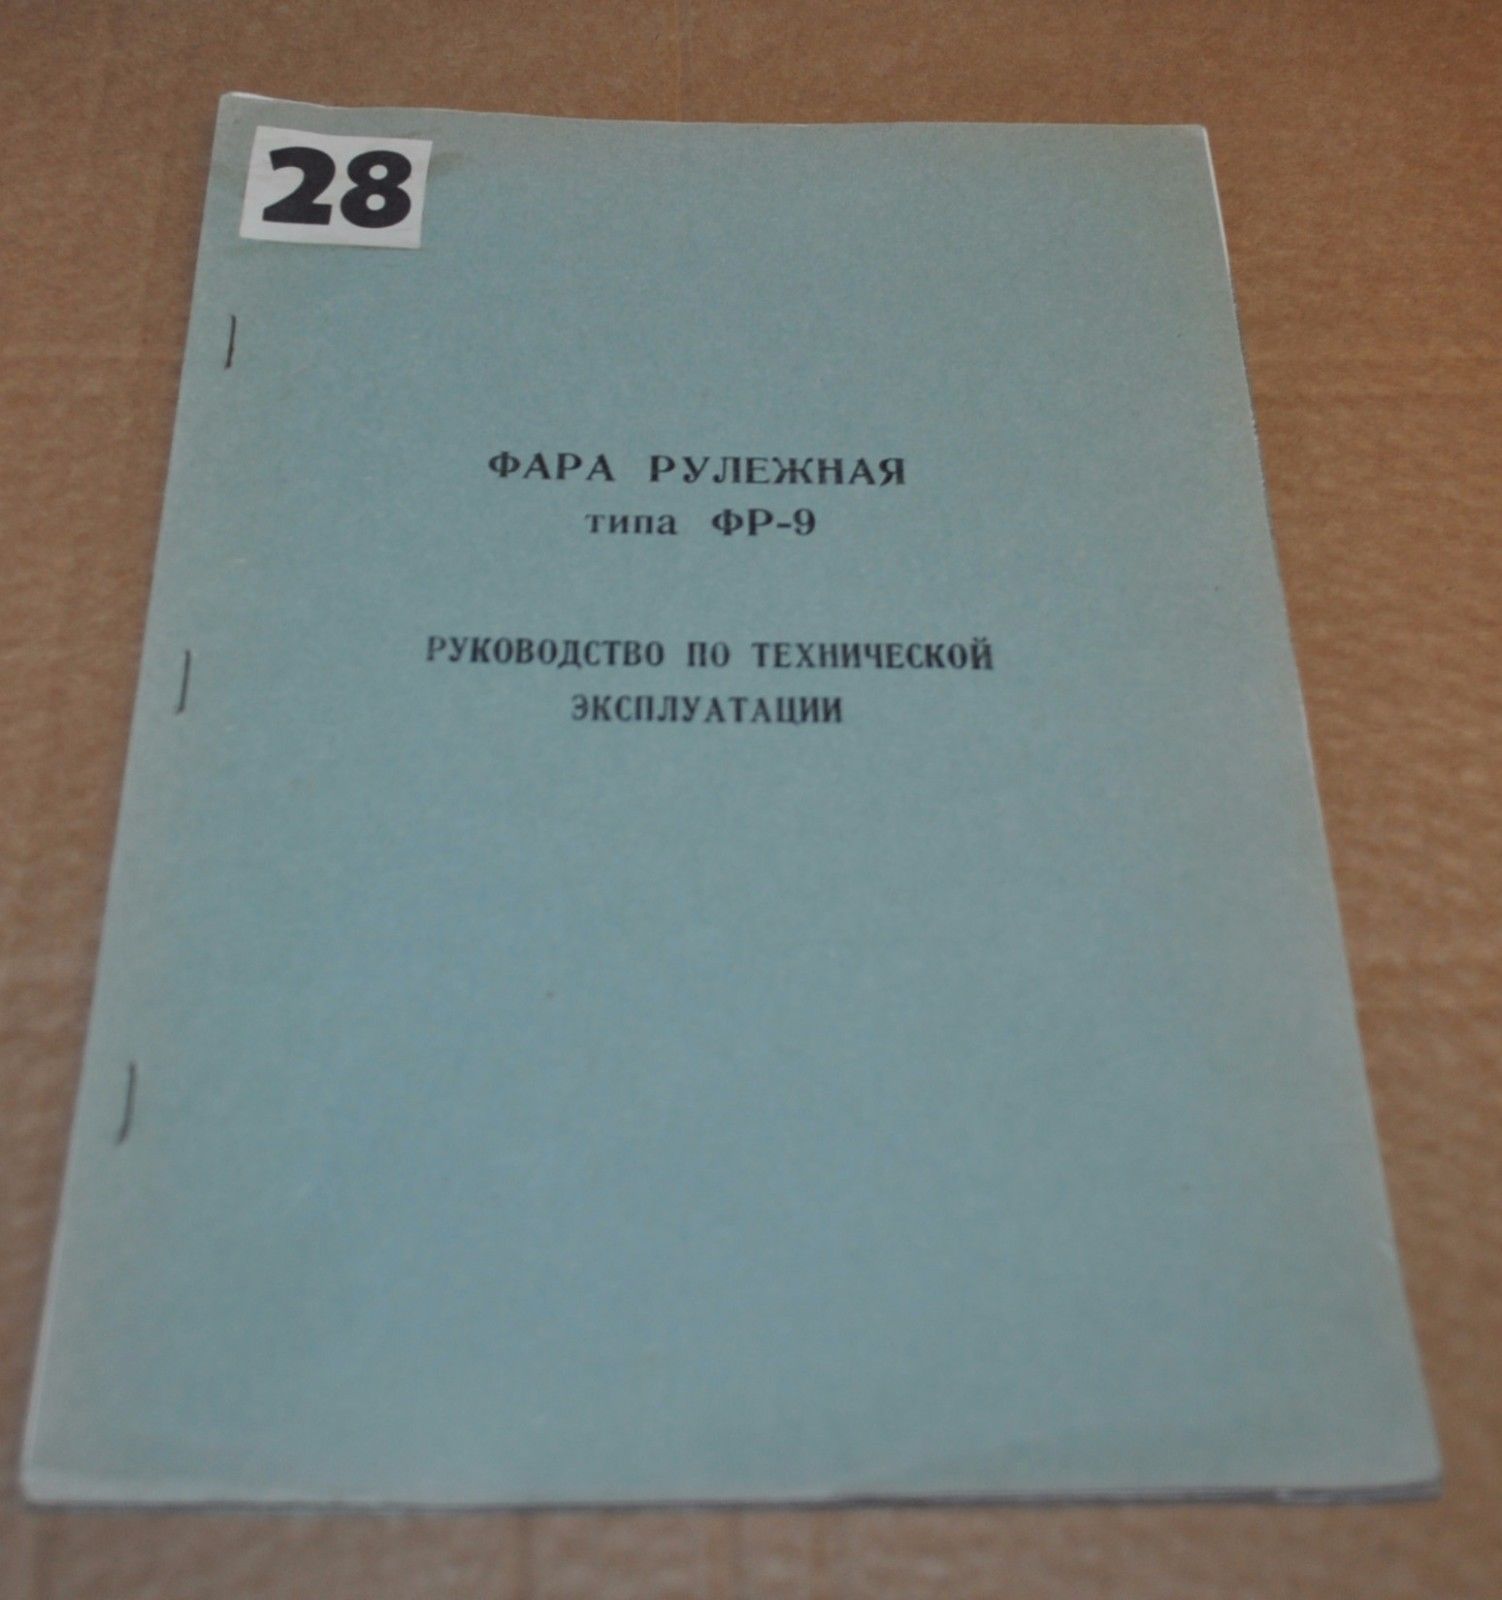 28
ФАРА РУЛЕЖНАЯ
типа ФР-9
РУКОВОДСТВО ПО ТЕХНИЧЕСКОЙ
ЭКСПЛУАТАЦИИ